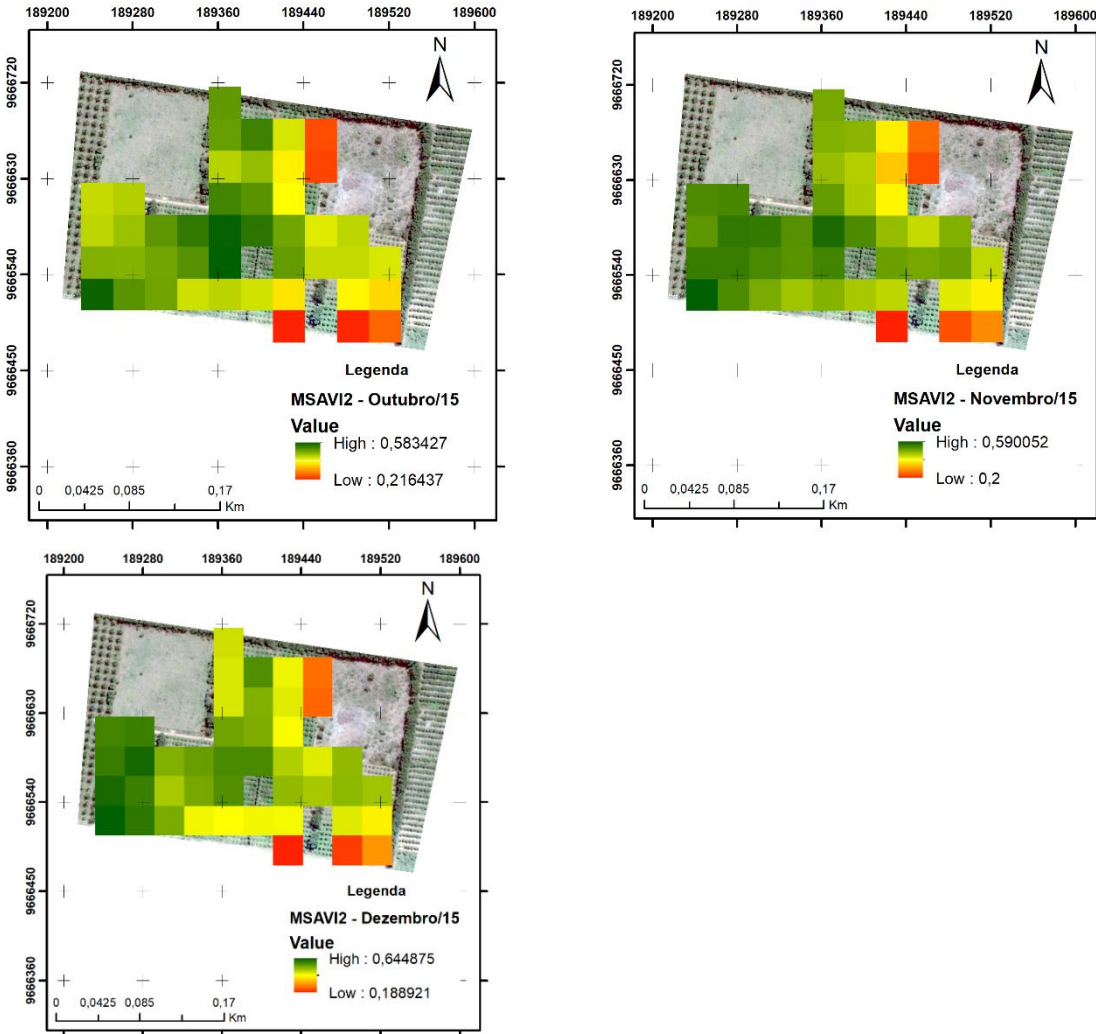 189200 189280 189360 189440 189520 189600
N
9666720
9666630
9666540
9666450
9666360
Legenda
MSAVI2 - Outubro/15
Value
High : 0,583427
Low : 0,216437
0 0,0425 0,085 0,17
Km
189200 189280 189360 189440 189520 189600
N
9666720
9666630
9666540
9666450
9666360
Legenda
MSAVI2 - Novembro/15
Value
High : 0,590052
Low : 0,2
0 0,0425 0,085 0,17
Km
189200 189280 189360 189440 189520 189600
N
9666720
9666630
9666540
9666450
9666360
Legenda
MSAVI2 - Dezembro/15
Value
High : 0,644875
Low : 0,188921
0 0,0425 0,085 0,17
Km